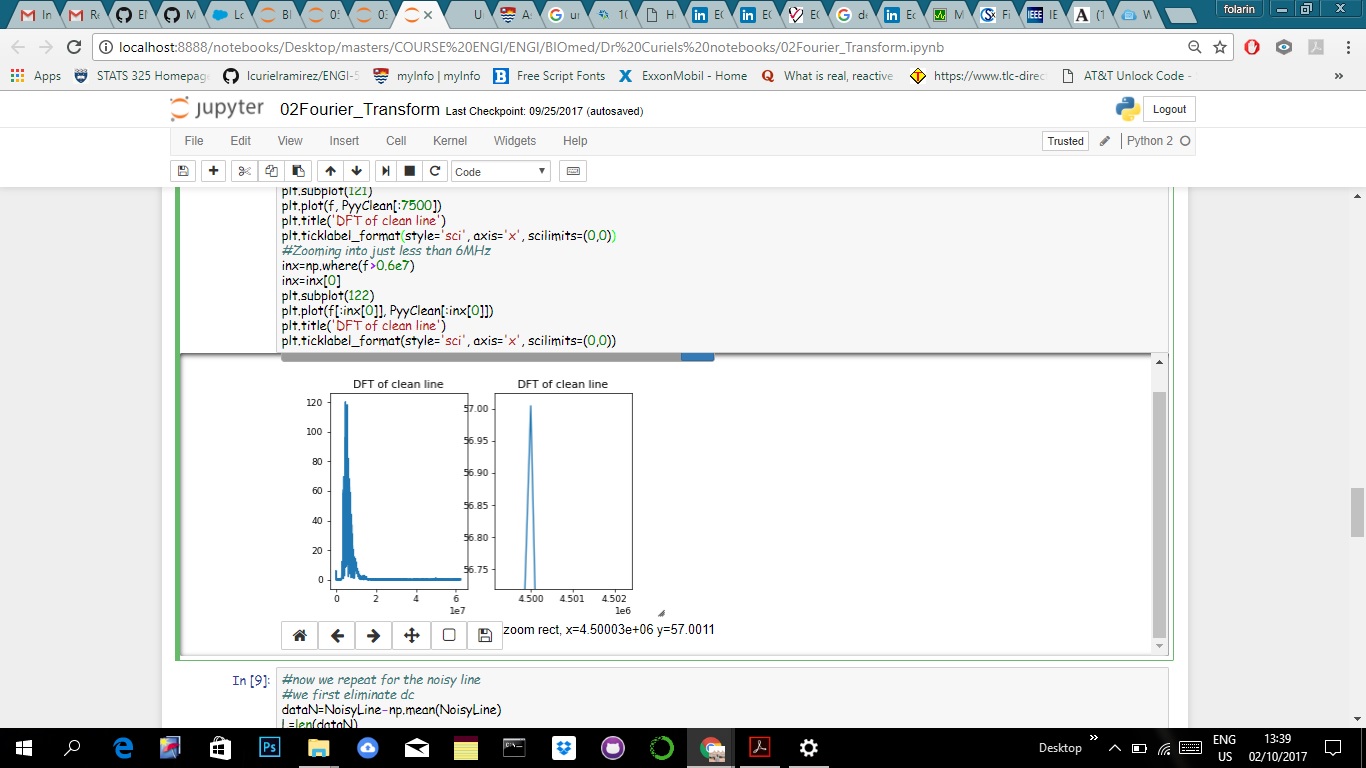 In
Re
EN
M
Lo
BI
05
03
U
As
ur
10
H
EC
EC
EC
de
Ec
M
Fi
IE
(1
W
folarin
localhost:8888/notebooks/Desktop/masters/COURSE%20ENGI/ENGI/BIOmed/Dr%20Curiels%20notebooks/02Fourier_Transform.ipynb
Apps
STATS 325 Homepage
lcurielramirez/ENGI-5
myInfo | myInfo
Free Script Fonts
ExxonMobil - Home
What is real, reactive
https://www.tlc-direc
AT&T Unlock Code -
»
jupyter
02Fourier_Transform Last Checkpoint: 09/25/2017 (autosaved)
Logout
File
Edit
View
Insert
Cell
Kernel
Widgets
Help
Trusted
Python 2
Code
plt.subplot(121)
plt.plot(f, PyyClean[:7500])
plt.title('DFT of clean line')
plt.ticklabel_format(style='sci', axis='x', scilimits=(0,0))
#Zooming into just less than 6MHz
inx=np.where(f>0.6e7)
inx=inx[0]
plt.subplot(122)
plt.plot(f[:inx[0]], PyyClean[:inx[0]])
plt.title('DFT of clean line')
plt.ticklabel_format(style='sci', axis='x', scilimits=(0,0))
DFT of clean line
120
100
80
60
40
20
0
0 2 4 6
1e7
DFT of clean line
57.00
56.95
56.90
56.85
56.80
56.75
4.500 4.501 4.502
1e6
zoom rect, x=4.50003e+06 y=57.0011
In [9]:
#now we repeat for the noisy line
#we first eliminate dc
dataN=NoisyLine-np.mean(NoisyLine)
L=len(dataN)
Desktop
»
ENG
US
13:39
02/10/2017